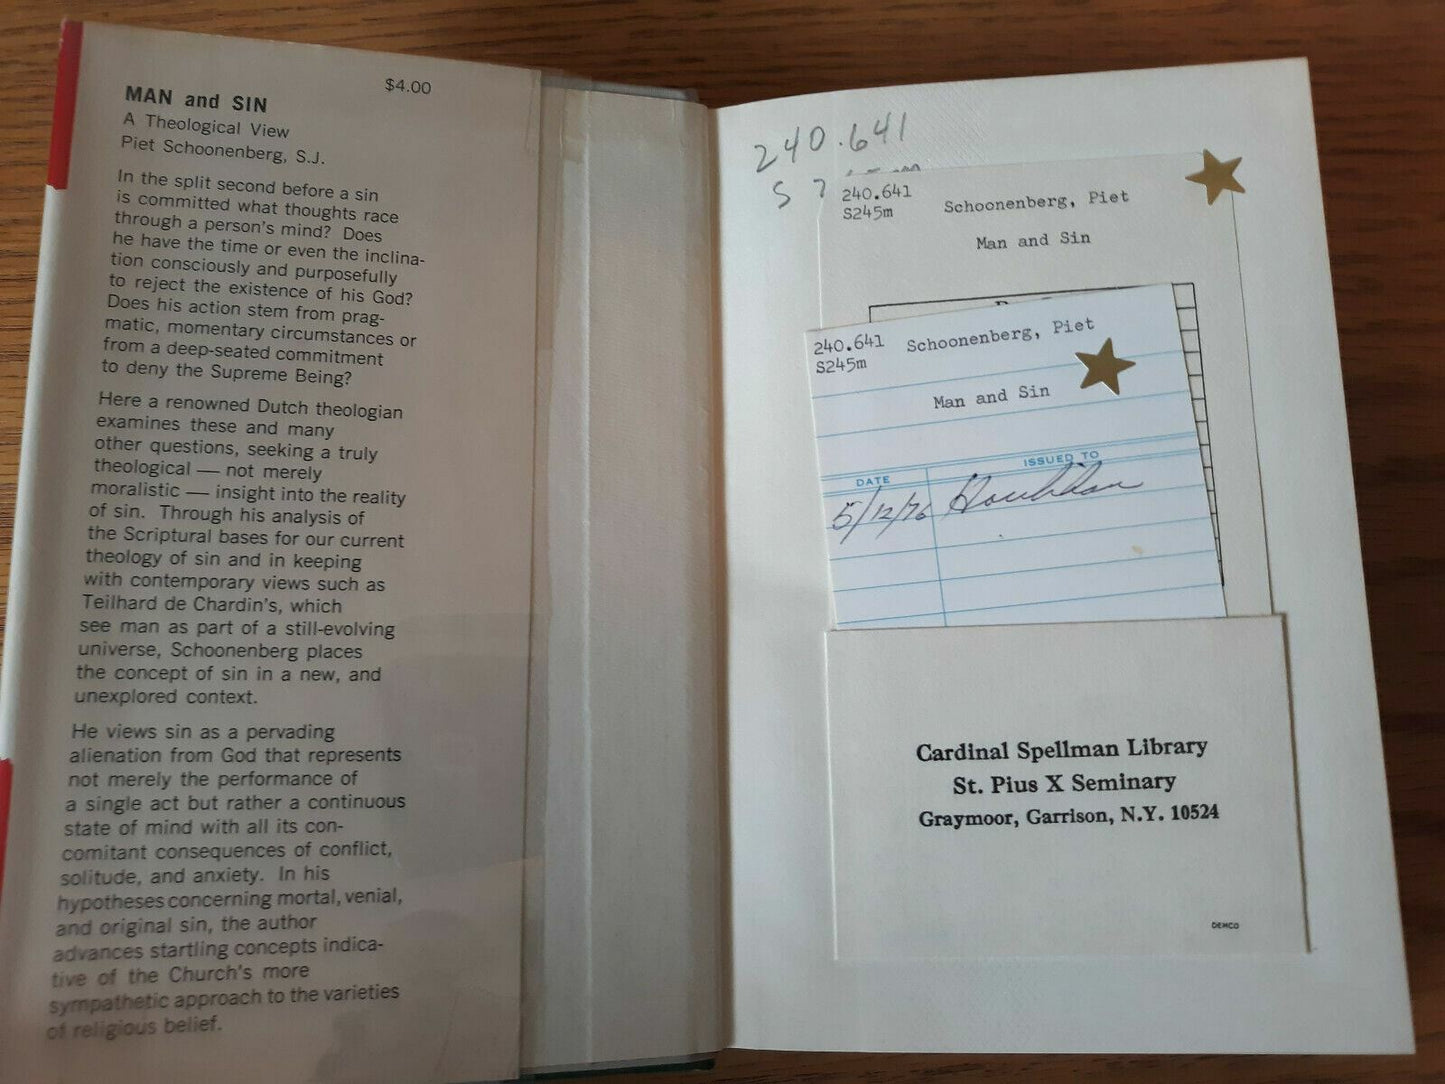 $4.00
MAN and SIN
A Theological View
Piet Schoonenberg, S.J.
In the split second before a sin
is committed what thoughts race
through a person's mind? Does
he have the time or even the inclina-
tion consciously and purposefully
to reject the existence of his God?
Does his action stem from prag-
matic, momentary circumstances or
from a deep-seated commitment
to deny the Supreme Being?
Here a renowned Dutch theologian
examines these and many
other questions, seeking a truly
theological — not merely
moralistic — insight into the reality
of sin. Through his analysis of
the Scriptural bases for our current
theology of sin and in keeping
with contemporary views such as
Teilhard de Chardin's, which
see man as part of a still-evolving
universe, Schoonenberg places
the concept of sin in a new, and
unexplored context.
He views sin as a pervading
alienation from God that represents
not merely the performance of
a single act but rather a continuous
state of mind with all its con-
comitant consequences of conflict,
solitude, and anxiety. In his
hypotheses concerning mortal, venial,
and original sin, the author
advances startling concepts indica-
tive of the Church's more
sympathetic approach to the varieties
of religious belief.
240.641
S
240.641
S245m
Schoonenberg, Piet
Man and Sin
240.641
S245m
Schoonenberg, Piet
Man and Sin
DATE
ISSUED TO
5/12/76
Cardinal Spellman Library
St. Pius X Seminary
Graymoor, Garrison, N.Y. 10524
DEMCO